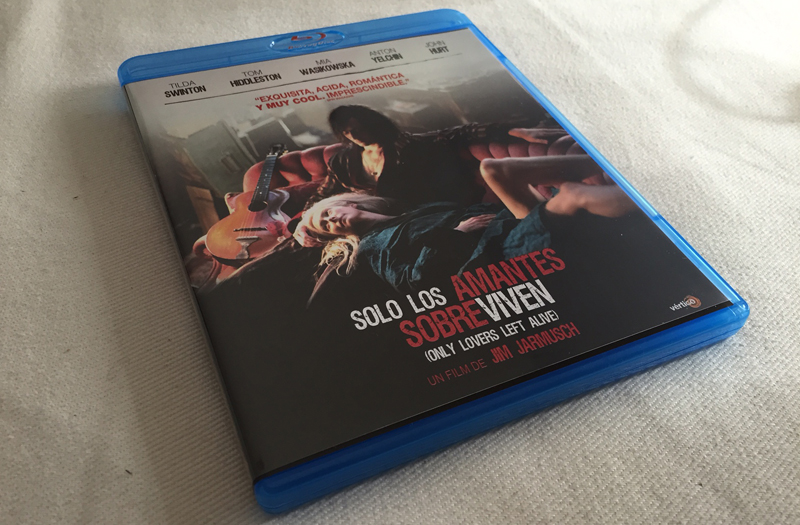 TILDA
SWINTON
TOM
HIDDLESTON
MIA
WASIKOWSKA
ANTON
YELCHIN
JOHN
HURT
"EXQUISITA, ACIDA, ROMÁNTICA
Y MUY COOL. IMPRESCINDIBLE."
SOLO LOS AMANTES
SOBREVIVEN
(ONLY LOVERS LEFT ALIVE)
UN FILM DE JIM JARMUSCH
vértigo